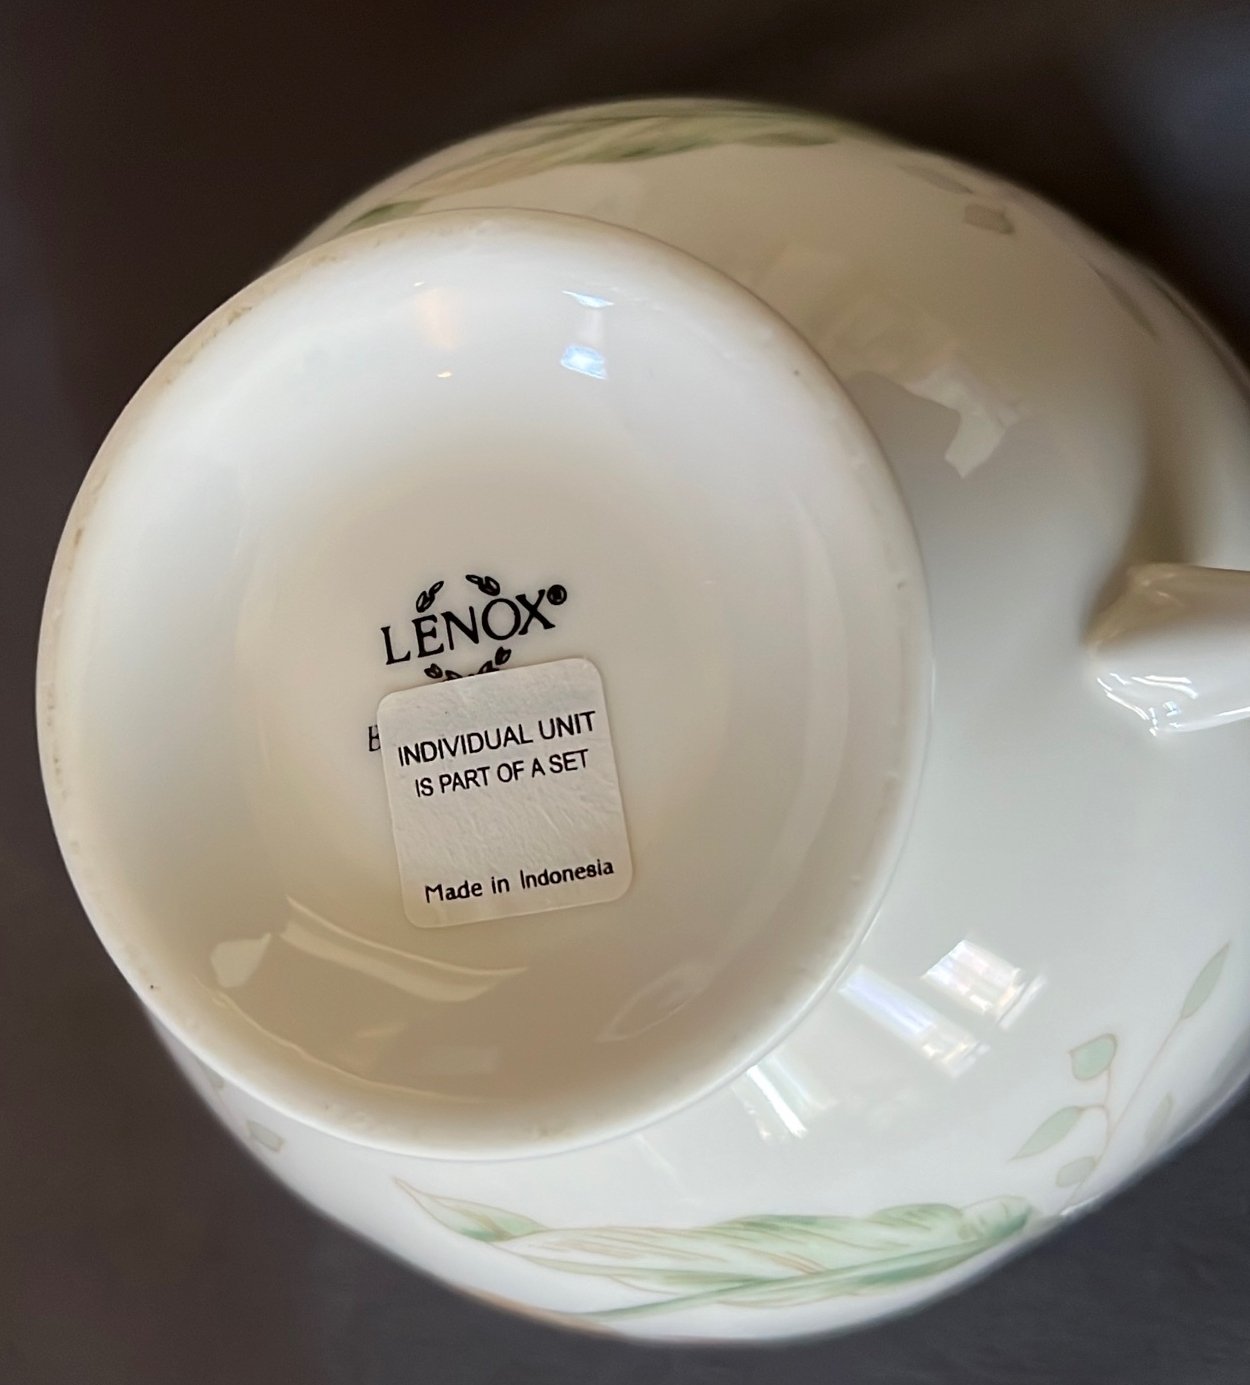 LENOX®
INDIVIDUAL UNIT
IS PART OF A SET
Made in Indonesia